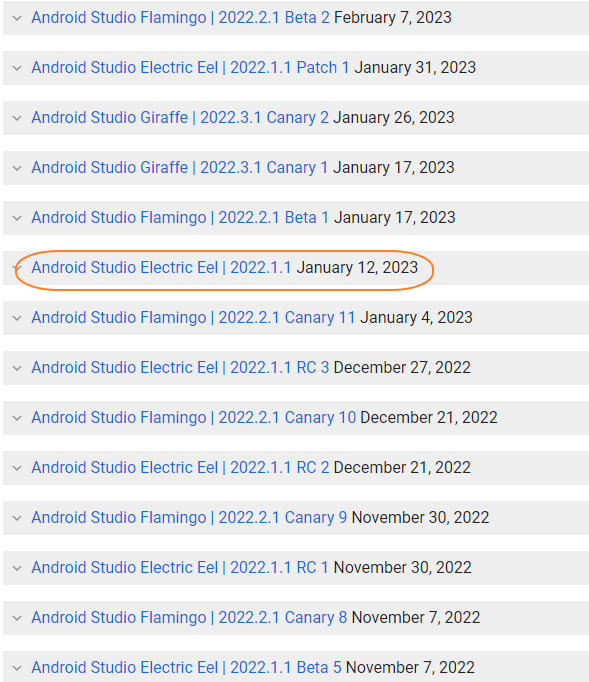 Android Studio Flamingo | 2022.2.1 Beta 2 February 7, 2023
Android Studio Electric Eel | 2022.1.1 Patch 1 January 31, 2023
Android Studio Giraffe | 2022.3.1 Canary 2 January 26, 2023
Android Studio Giraffe | 2022.3.1 Canary 1 January 17, 2023
Android Studio Flamingo | 2022.2.1 Beta 1 January 17, 2023
Android Studio Electric Eel | 2022.1.1 January 12, 2023
Android Studio Flamingo | 2022.2.1 Canary 11 January 4, 2023
Android Studio Electric Eel | 2022.1.1 RC 3 December 27, 2022
Android Studio Flamingo | 2022.2.1 Canary 10 December 21, 2022
Android Studio Electric Eel | 2022.1.1 RC 2 December 21, 2022
Android Studio Flamingo | 2022.2.1 Canary 9 November 30, 2022
Android Studio Electric Eel | 2022.1.1 RC 1 November 30, 2022
Android Studio Flamingo | 2022.2.1 Canary 8 November 7, 2022
Android Studio Electric Eel | 2022.1.1 Beta 5 November 7, 2022